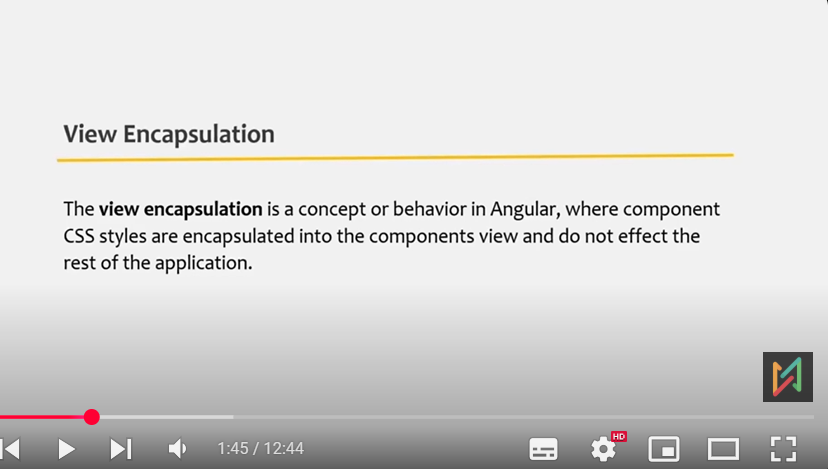 View Encapsulation
The view encapsulation is a concept or behavior in Angular, where component
CSS styles are encapsulated into the components view and do not effect the
rest of the application.
HD
1:45 / 12:44